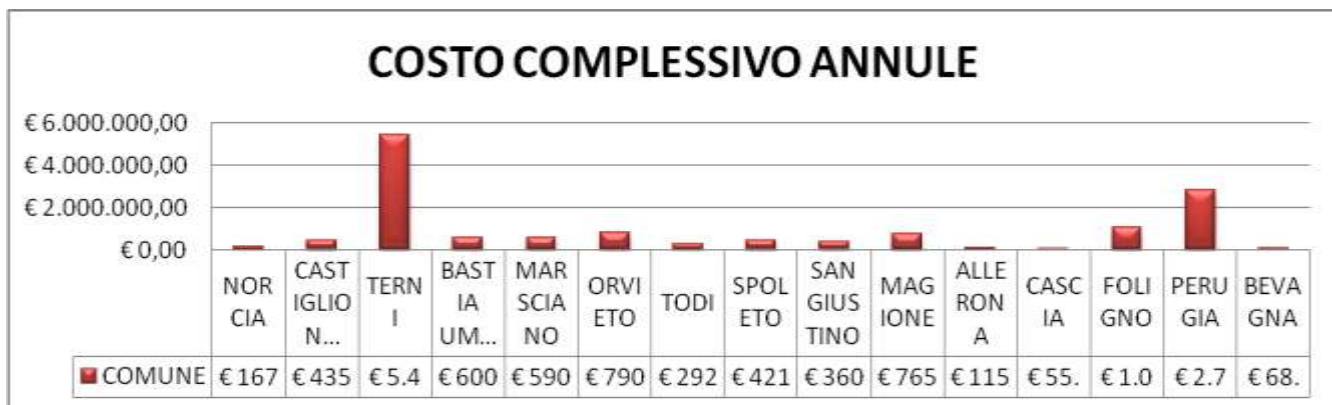 COSTO COMPLESSIVO ANNULE
€ 6.000.000,00
€ 4.000.000,00
€ 2.000.000,00
€ 0,00
NOR
CIA
CAST
IGLION
N...
TERN
I
BAST
IA
UM...
MAR
SCIA
NO
ORVI
ETO
TODI
SPOL
ETO
SAN
GIUS
TINO
MAG
IONE
ALLE
RON
A
CASC
IA
FOLI
GNO
PERU
GIA
BEVA
GNA
COMUNE € 167 € 435 € 5.4 € 600 € 590 € 790 € 292 € 421 € 360 € 765 € 115 € 55. € 1.0 € 2.7 € 68.